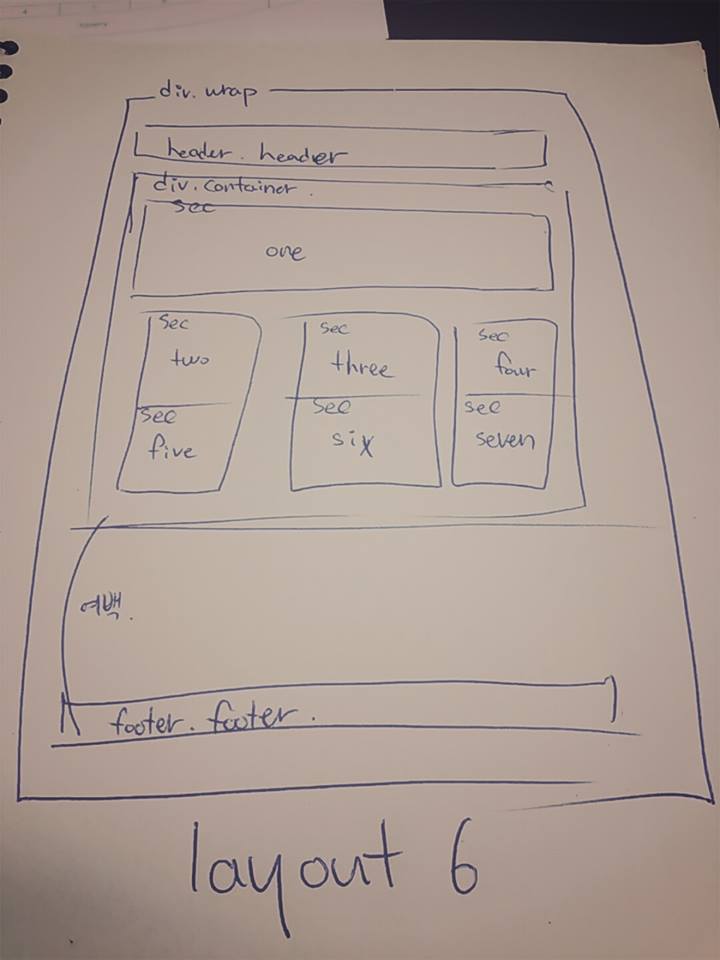 div.wrap
header.header
div.container.
sec
one
sec
two
sec
three
sec
four
sec
five
sec
six
sec
seven
여백.
footer.footer.
layout 6